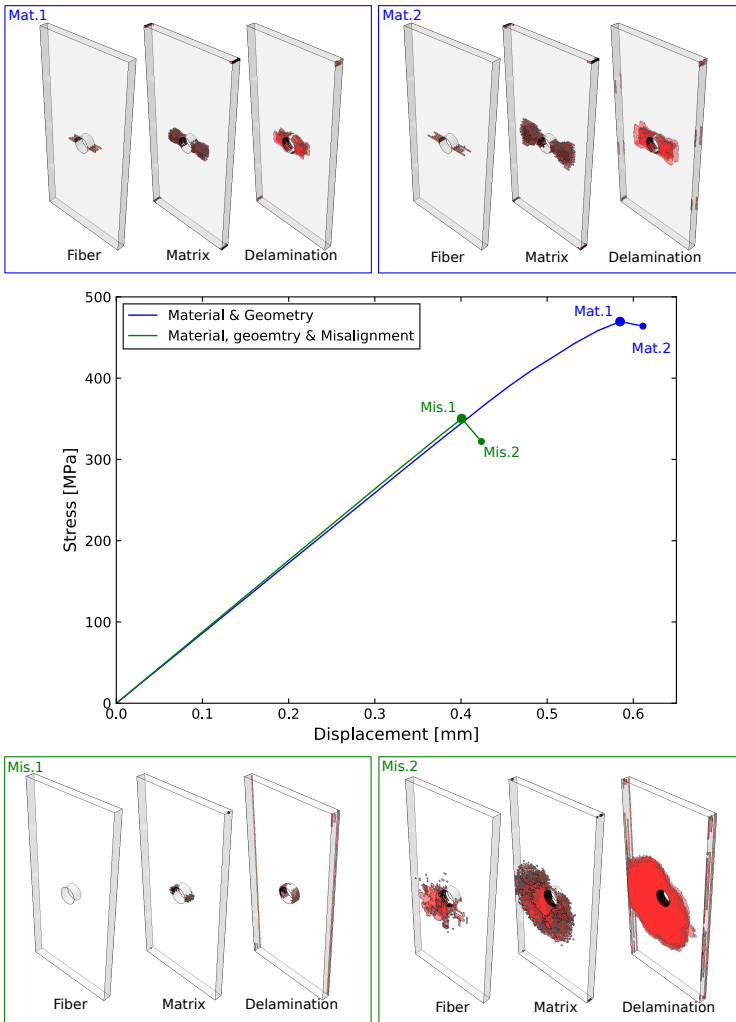 Mat.1
Fiber Matrix Delamination
Mat.2
Fiber Matrix Delamination
Material & Geometry
Material, geoemtry & Misalignment
Mat.1
Mat.2
Mis.1
Mis.2
Stress [MPa]
500
400
300
200
100
0
0.0 0.1 0.2 0.3 0.4 0.5 0.6
Displacement [mm]
Mis.1
Fiber Matrix Delamination
Mis.2
Fiber Matrix Delamination